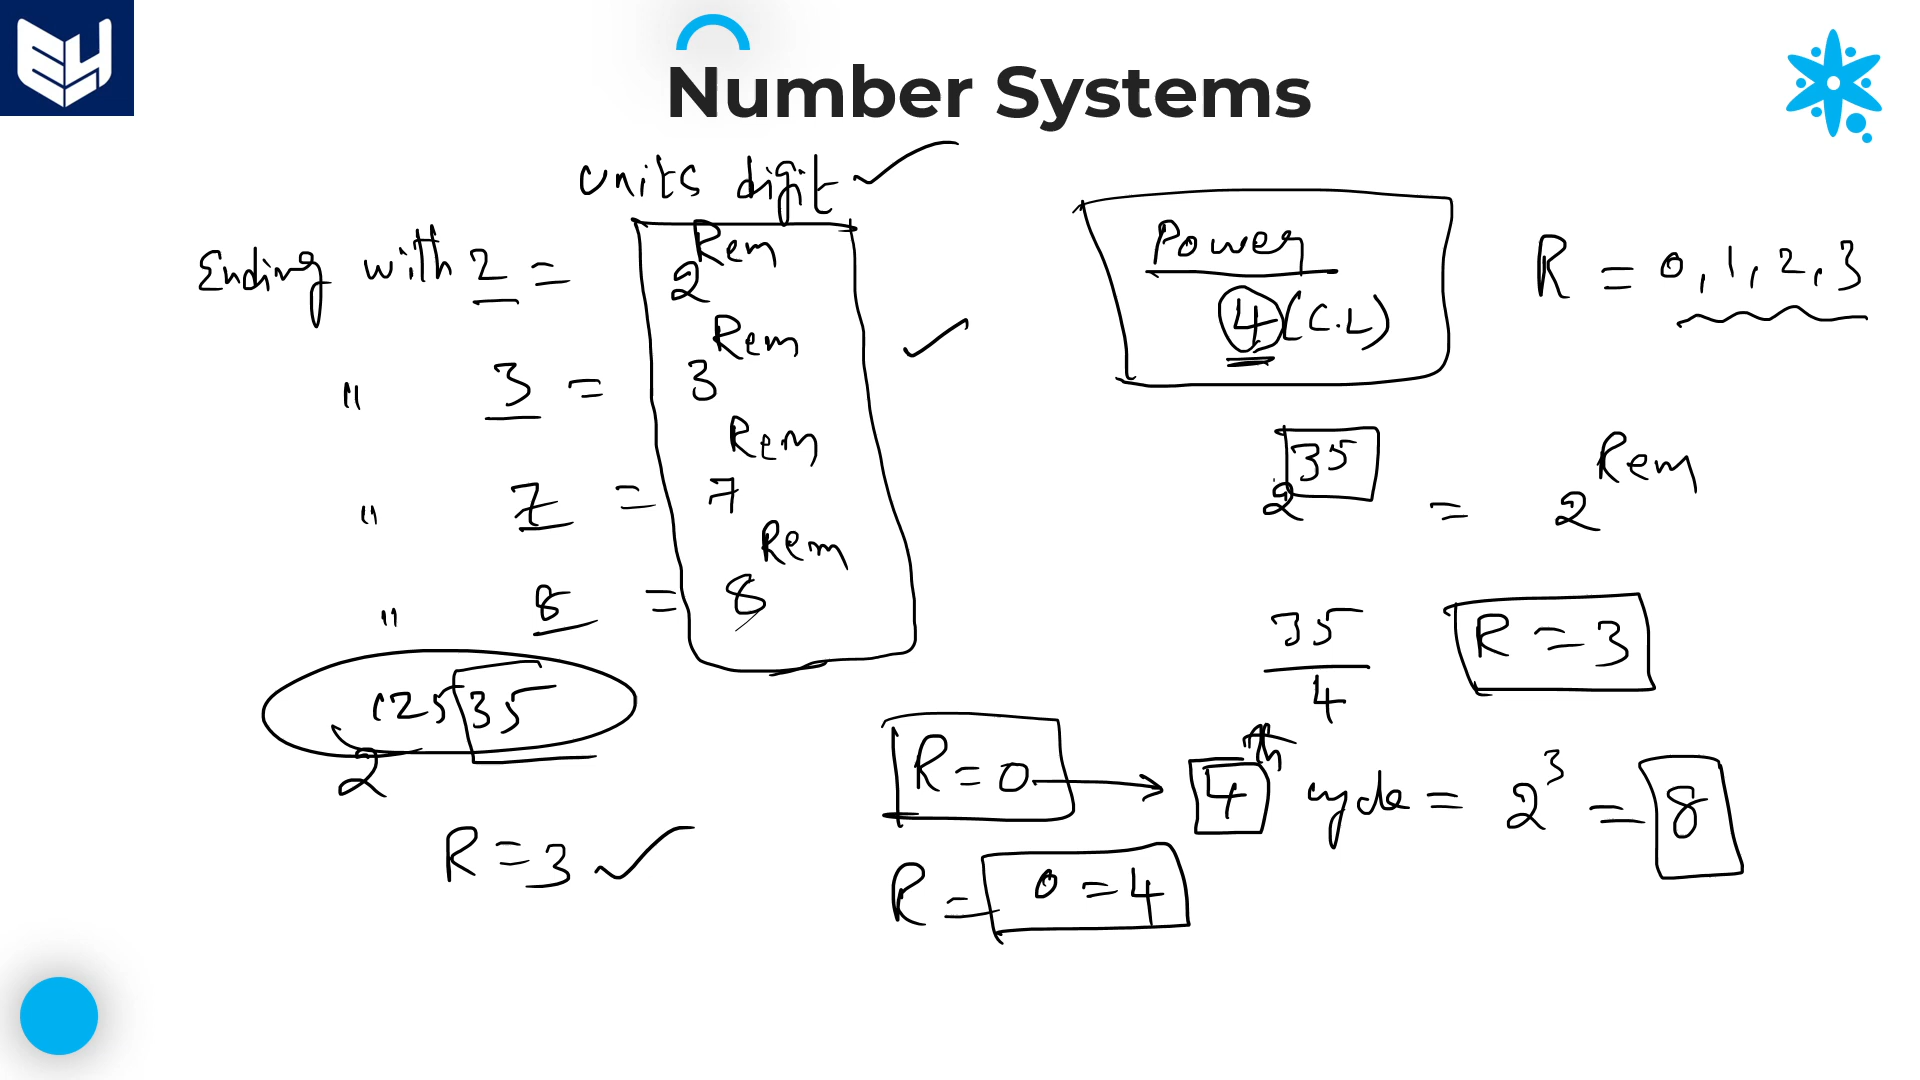 EY
Number Systems
units digit
Ending with 2 = 2^Rem
" 3 = 3^Rem
" 7 = 7^Rem
" 8 = 8^Rem
2^12535
R = 3
Power
4 (C.L)
R = 0, 1, 2, 3
2^35 = 2^Rem
35
4
R = 3
R = 0 → 4th cycle = 2^3 = 8
R = 0 = 4